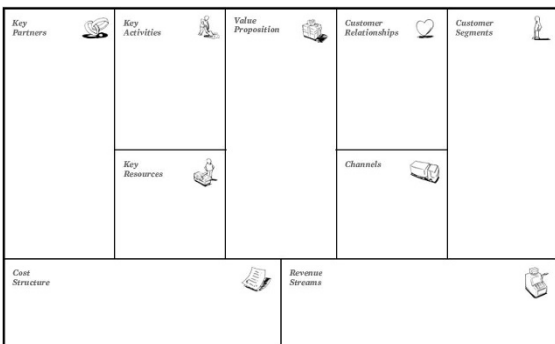 Key
Partners
Key
Activities
Key
Resources
Value
Proposition
Customer
Relationships
Channels
Customer
Segments
Cost
Structure
Revenue
Streams